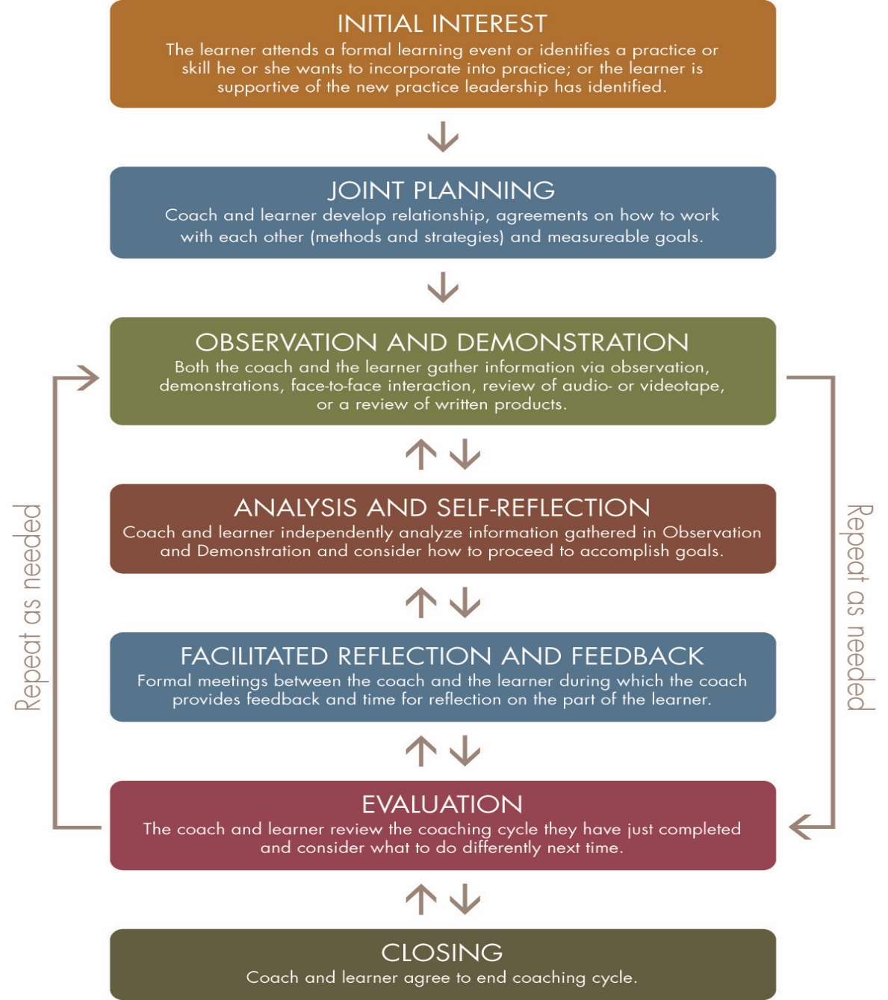 INITIAL INTEREST
The learner attends a formal learning event or identifies a practice or
skill he or she wants to incorporate into practice; or the learner is
supportive of the new practice leadership has identified.
JOINT PLANNING
Coach and learner develop relationship, agreements on how to work
with each other (methods and strategies) and measureable goals.
OBSERVATION AND DEMONSTRATION
Both the coach and the learner gather information via observation,
demonstrations, face-to-face interaction, review of audio- or videotape,
or a review of written products.
ANALYSIS AND SELF-REFLECTION
Coach and learner independently analyze information gathered in Observation
and Demonstration and consider how to proceed to accomplish goals.
Repeat as needed
Repeat as needed
FACILITATED REFLECTION AND FEEDBACK
Formal meetings between the coach and the learner during which the coach
provides feedback and time for reflection on the part of the learner.
EVALUATION
The coach and learner review the coaching cycle they have just completed
and consider what to do differently next time.
CLOSING
Coach and learner agree to end coaching cycle.